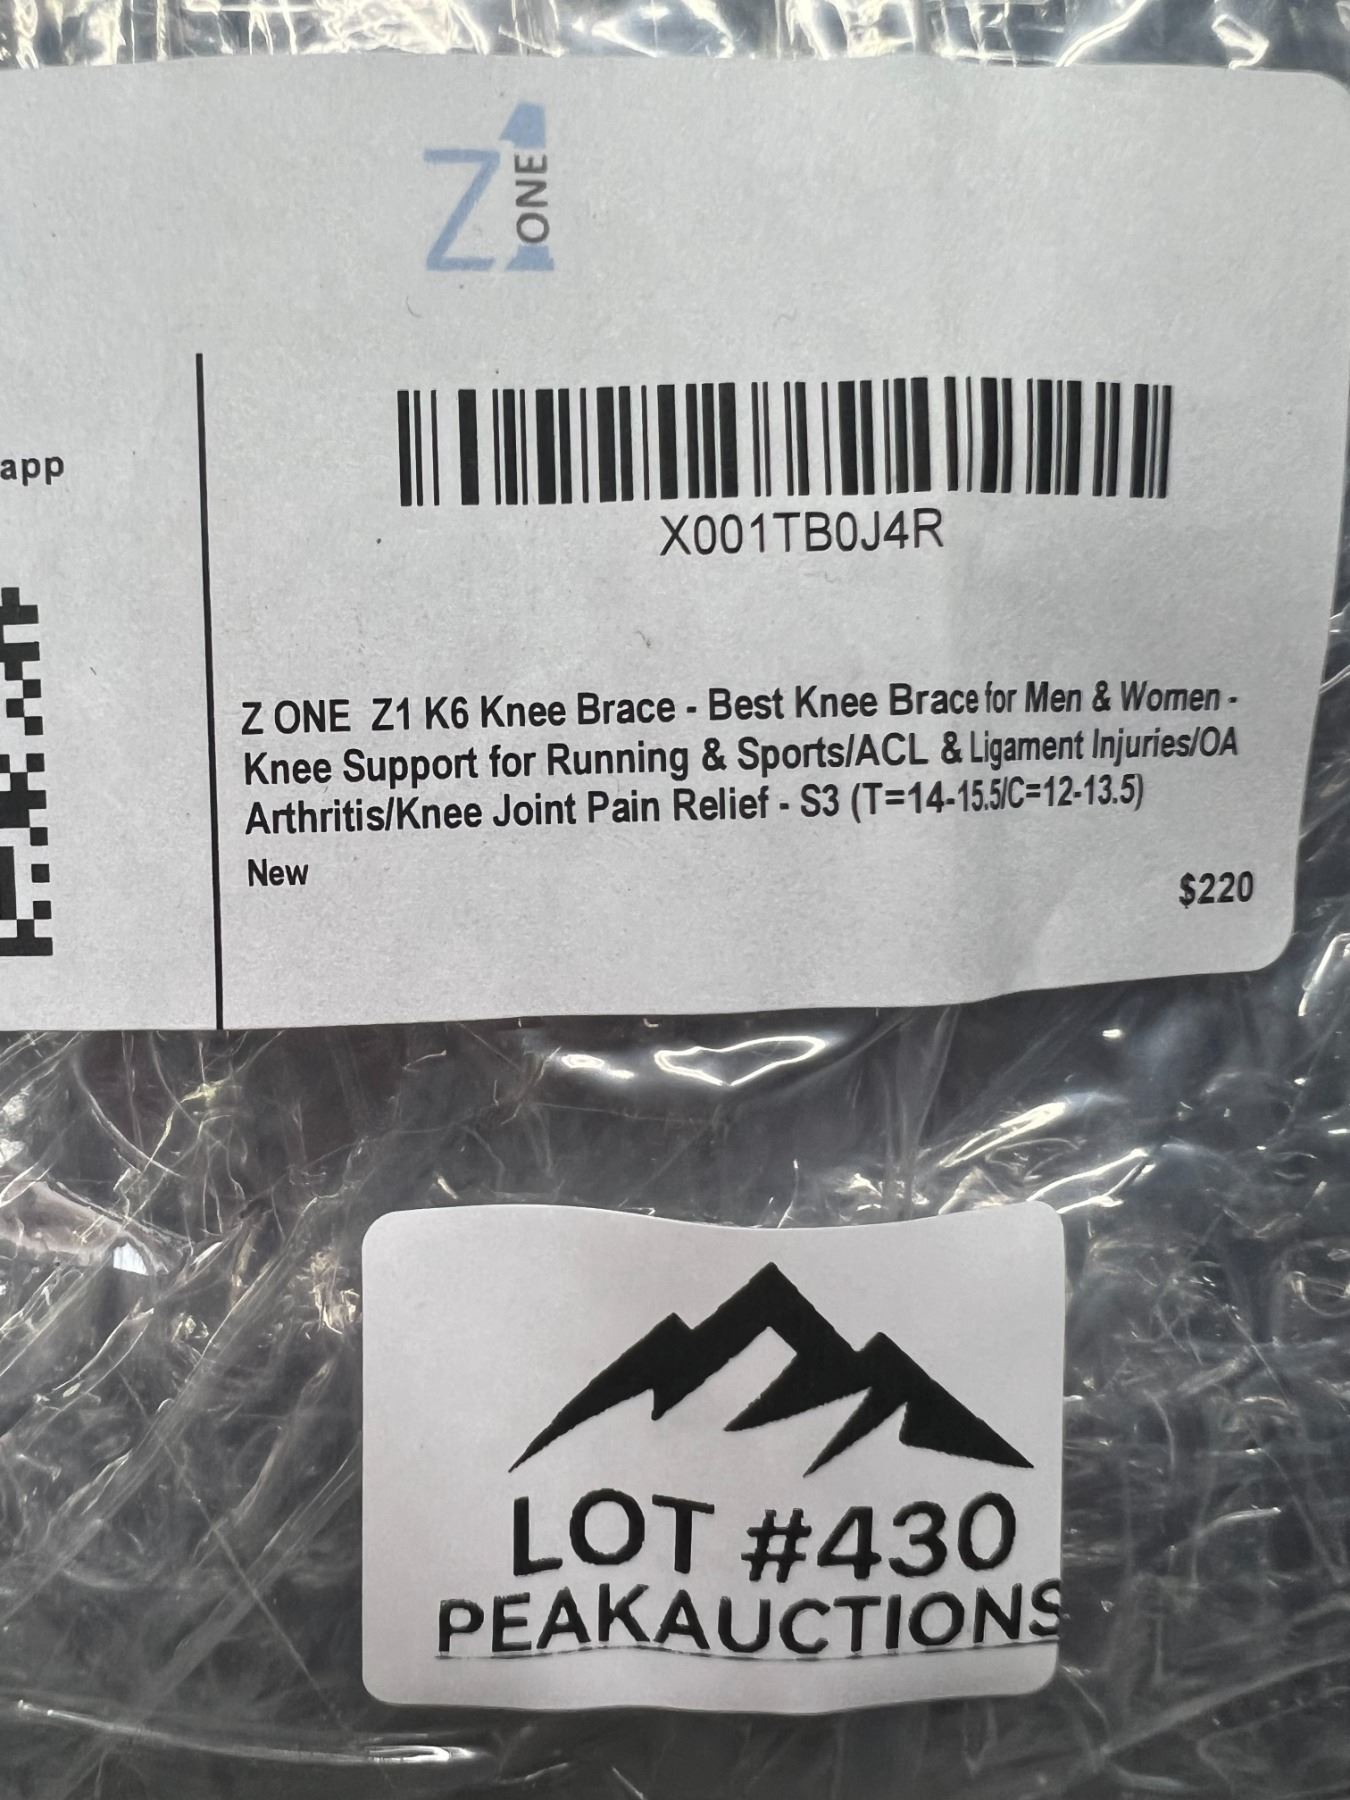 Z ONE
app
X001TB0J4R
Z ONE Z1 K6 Knee Brace - Best Knee Brace for Men & Women -
Knee Support for Running & Sports/ACL & Ligament Injuries/OA
Arthritis/Knee Joint Pain Relief - S3 (T=14-15.5/C=12-13.5)
New
$220
LOT #430
PEAKAUCTIONS